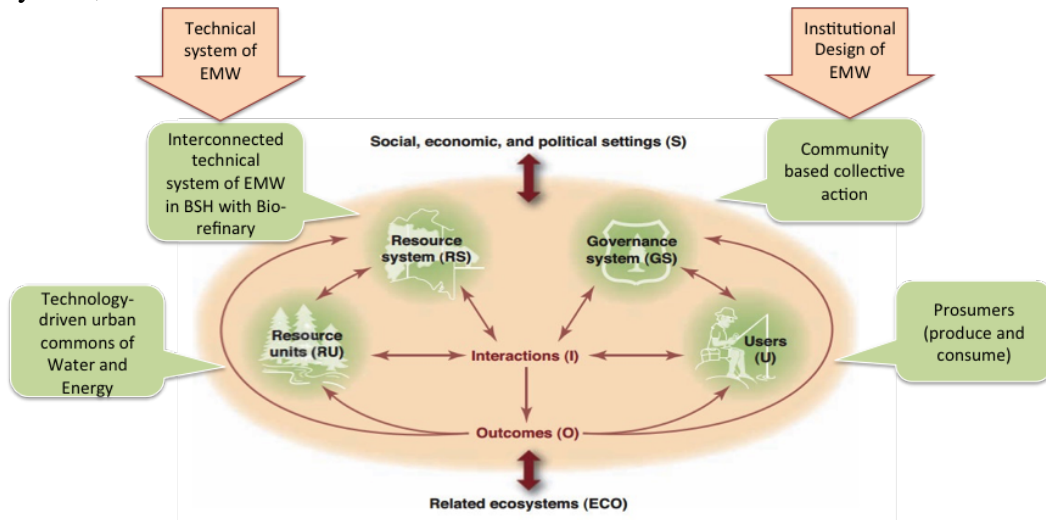 Technical
system of
EMW
Institutional
Design of
EMW
Interconnected
technical
system of EMW
in BSH with Bio-
refinary
Social, economic, and political settings (S)
Community
based collective
action
Resource
system (RS)
Governance
system (GS)
Technology-
driven urban
commons of
Water and
Energy
Resource
units (RU)
Interactions (I)
Users
(U)
Prosumers
(produce and
consume)
Outcomes (O)
Related ecosystems (ECO)